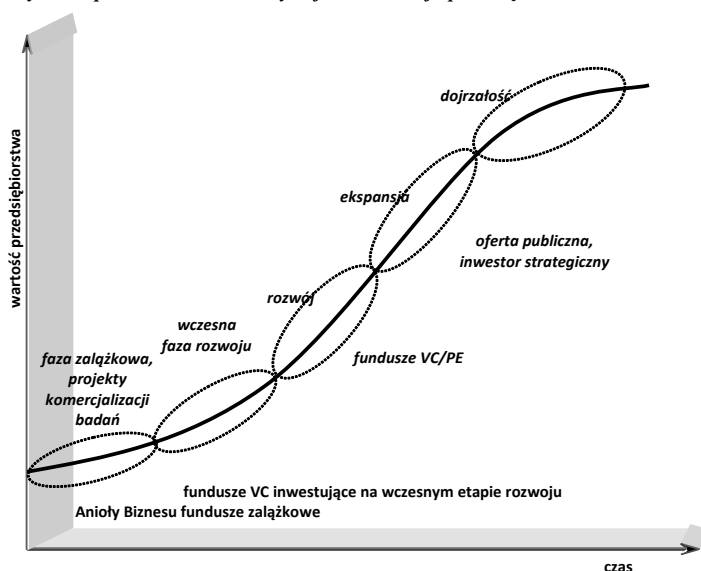 dojrzałość
ekspansja
oferta publiczna,
inwestor strategiczny
rozwój
wczesna
faza rozwoju
fundusze VC/PE
faza zalążkowa,
projekty
komercjalizacji
badań
wartość przedsiębiorstwa
fundusze VC inwestujące na wczesnym etapie rozwoju
Anioły Biznesu fundusze zalążkowe
czas